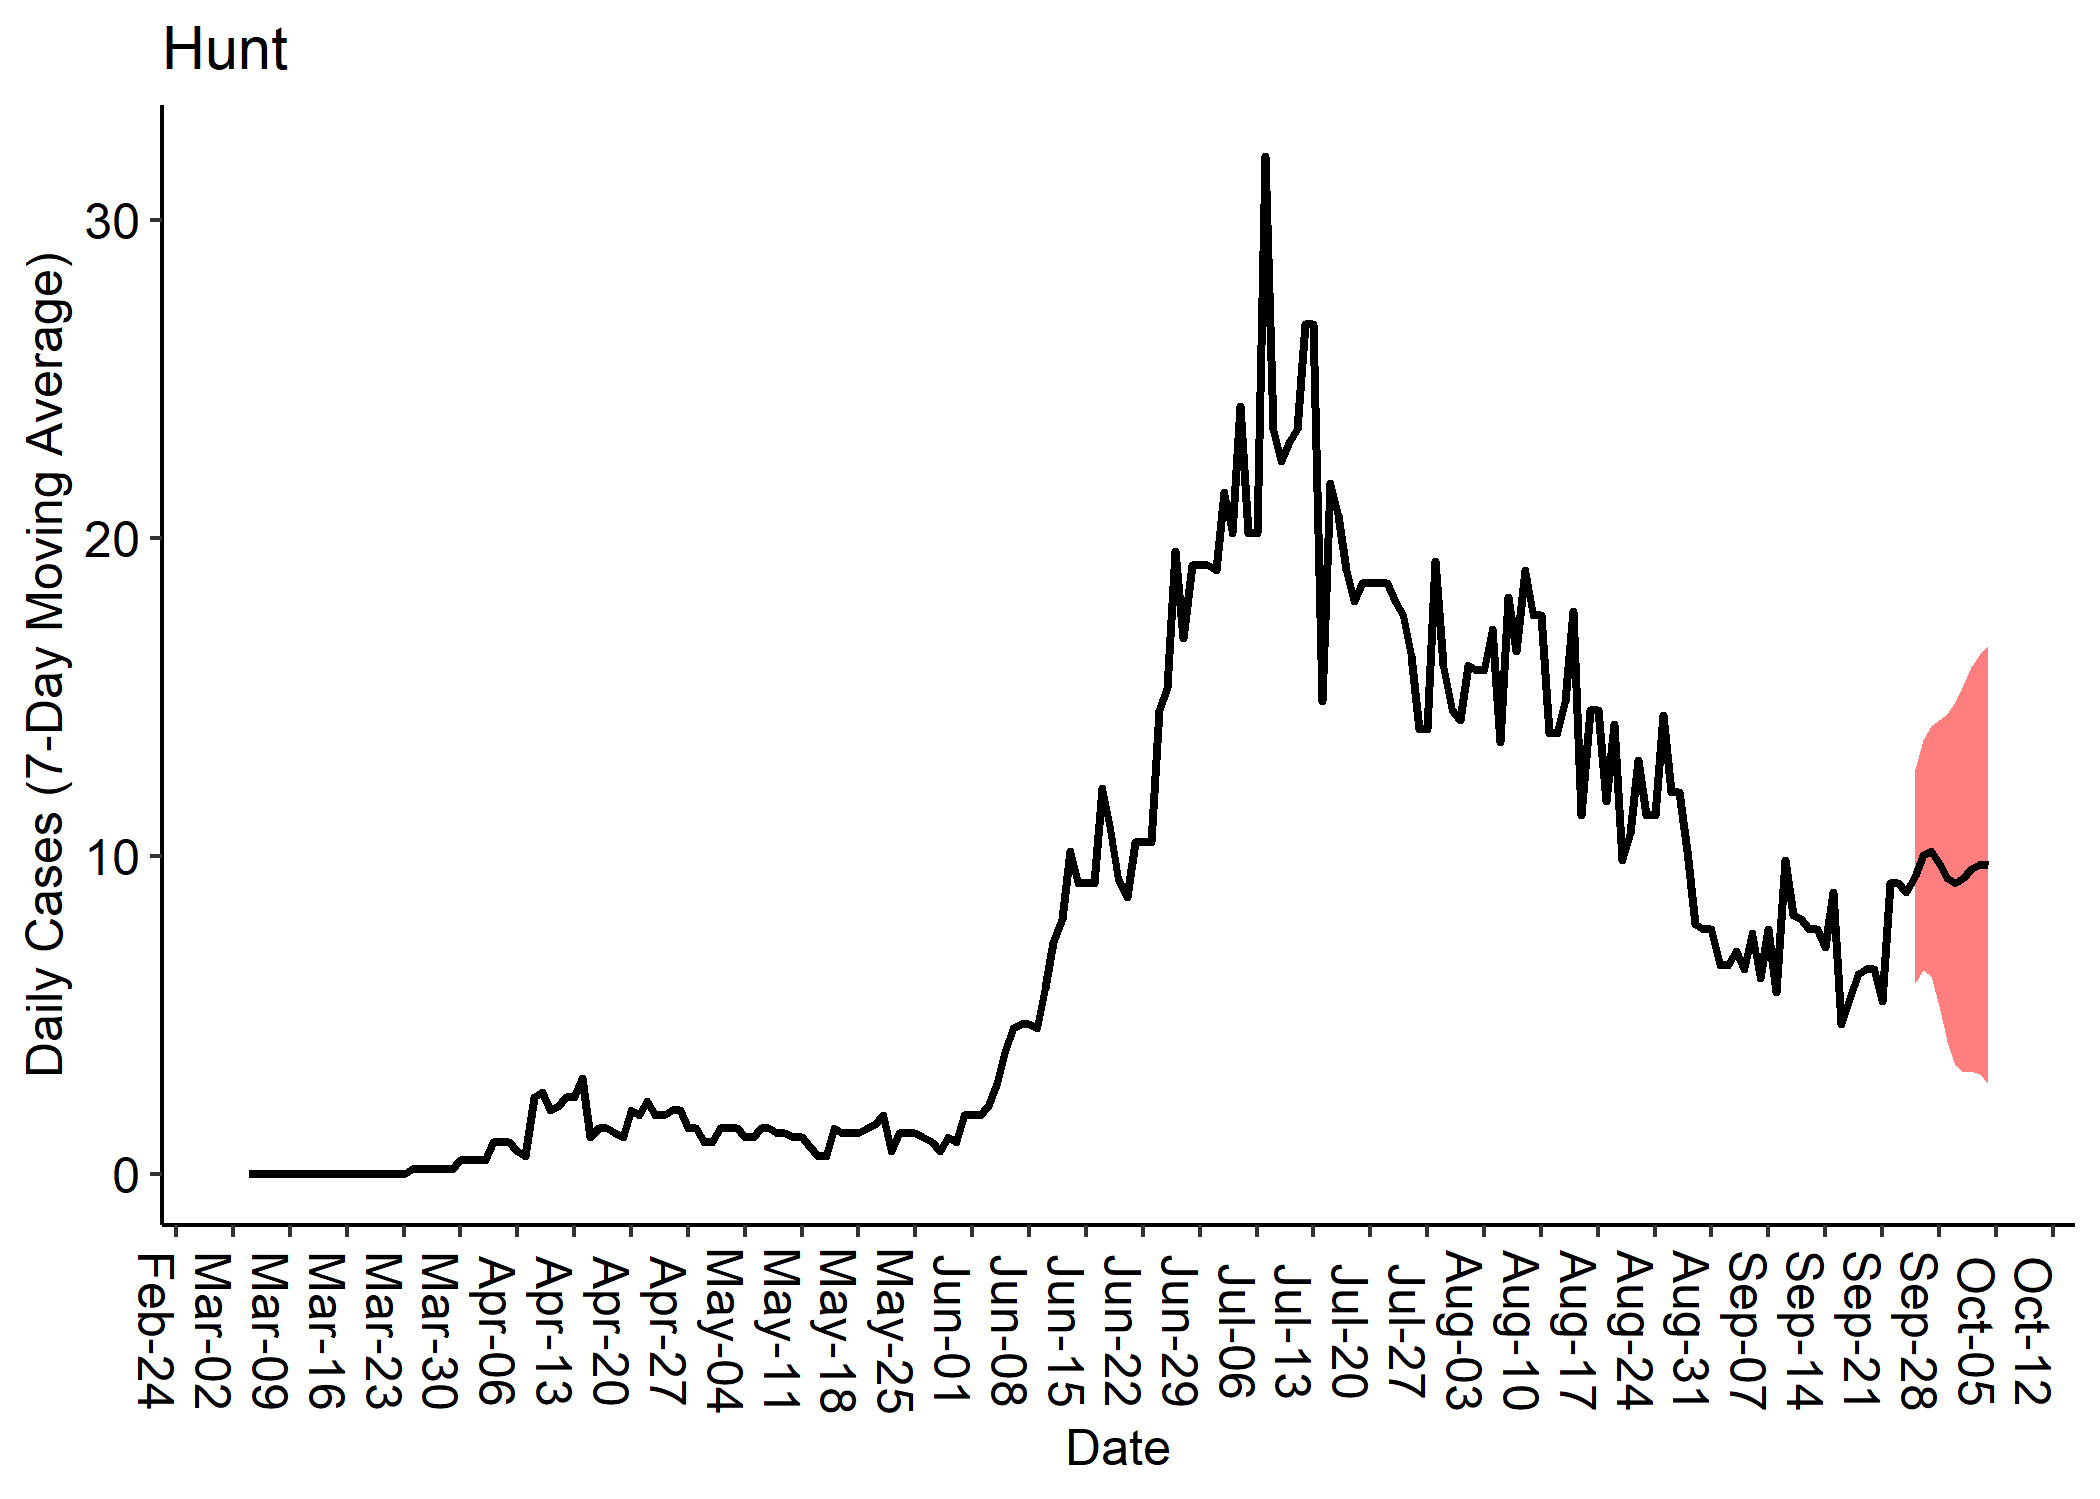 Hunt
Daily Cases (7-Day Moving Average)
30
20
10
0
Feb-24
Mar-02
Mar-09
Mar-16
Mar-23
Mar-30
Apr-06
Apr-13
Apr-20
Apr-27
May-04
May-11
May-18
May-25
Jun-01
Jun-08
Jun-15
Jun-22
Jun-29
Jul-06
Jul-13
Jul-20
Jul-27
Aug-03
Aug-10
Aug-17
Aug-24
Aug-31
Sep-07
Sep-14
Sep-21
Sep-28
Oct-05
Oct-12
Date